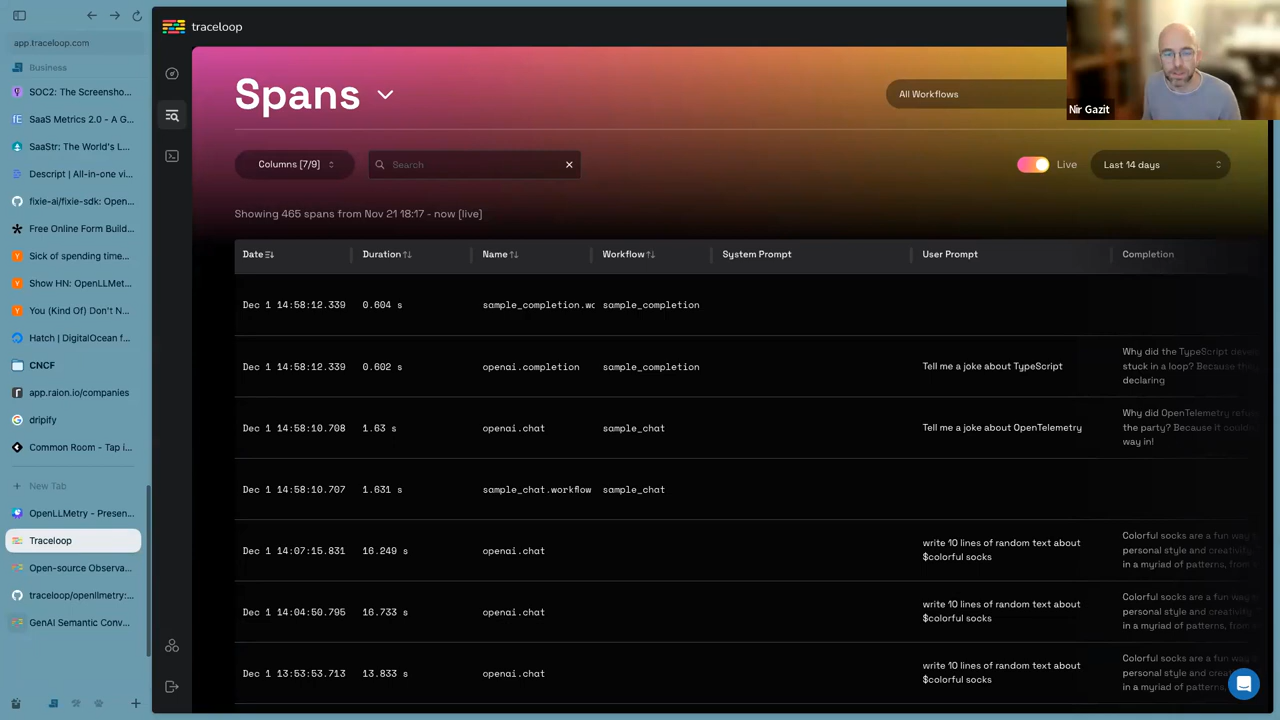 app.traceloop.com
Business
SOC2: The Screensho...
SaaS Metrics 2.0 - A G...
SaaStr: The World's L...
Descript | All-in-one vi...
fixie-ai/fixie-sdk: Open...
Free Online Form Build...
Sick of spending time...
Show HN: OpenLLMetr...
You (Kind Of) Don't N...
Hatch | DigitalOcean f...
CNCF
app.raion.io/companies
dripify
Common Room - Tap i...
New Tab
OpenLLMetry - Presen...
Traceloop
Open-source Observa...
traceloop/openllmetry:...
GenAI Semantic Conv...
traceloop
Spans
All Workflows
Nir Gazit
Columns [7/9]
Search
Live
Last 14 days
Showing 465 spans from Nov 21 18:17 - now [live]
Date Duration Name Workflow System Prompt User Prompt Completion
Dec 1 14:58:12.339 0.604 s sample_completion.wo sample_completion
Dec 1 14:58:12.339 0.602 s openai.completion sample_completion Tell me a joke about TypeScript
Why did the TypeScript deve
stuck in a loop? Because they
declaring
Dec 1 14:58:10.708 1.63 s openai.chat sample_chat Tell me a joke about OpenTelemetry
Why did OpenTelemetry refu
the party? Because it could
way in!
Dec 1 14:58:10.707 1.631 s sample_chat.workflow sample_chat
Dec 1 14:07:15.831 16.249 s openai.chat
write 10 lines of random text about
$colorful socks
Colorful socks are a fun way
personal style and creativity
in a myriad of patterns, from
Dec 1 14:04:50.795 16.733 s openai.chat
write 10 lines of random text about
$colorful socks
Colorful socks are a fun way
personal style and creativity
in a myriad of patterns, from
Dec 1 13:53:53.713 13.833 s openai.chat
write 10 lines of random text about
$colorful socks
Colorful socks are a fun way
personal style and creativity
in a myriad of patterns, from